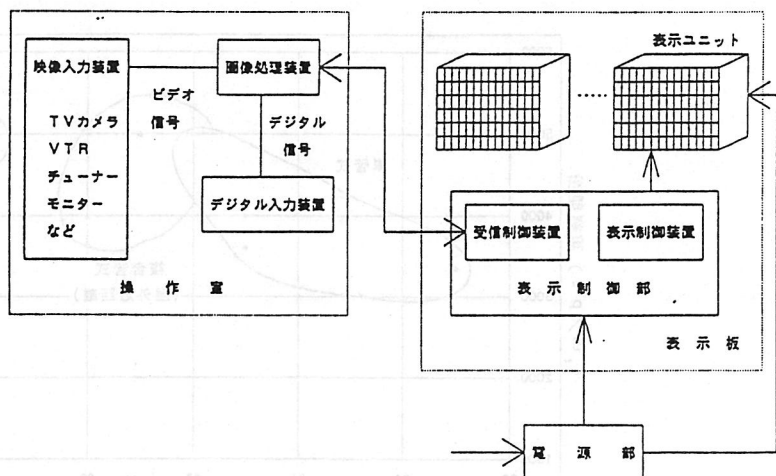 映像入力装置
TVカメラ
VTR
チューナー
モニター
など
ビデオ
信号
画像処理装置
デジタル
信号
デジタル入力装置
操作室
表示ユニット
受信制御装置
表示制御装置
表示制御部
表示板
電源部